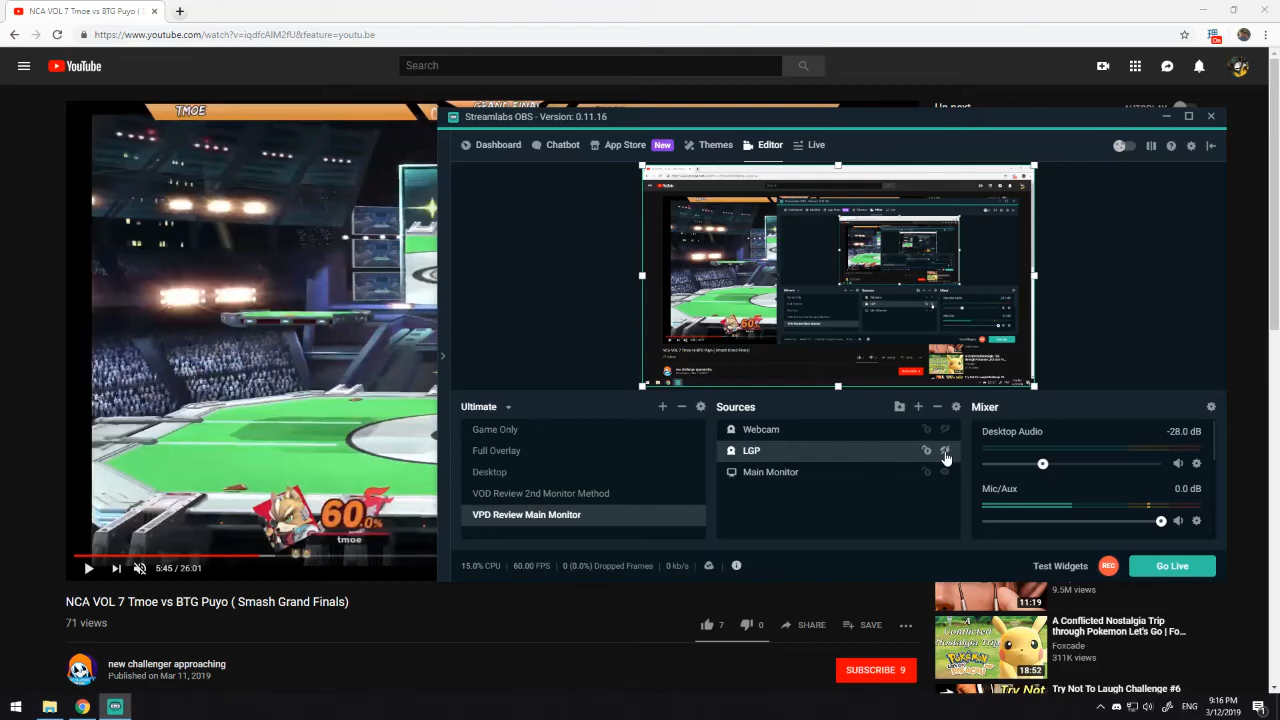 NCA VOL 7 Tmoe vs BTG Puyo (S
https://www.youtube.com/watch?v=iqdfcAlM2fU&feature=youtu.be
On
YouTube
Search
TMOE
GRAND FINAL
Up next
AUTOPLAY
Streamlabs OBS - Version: 0.11.16
Dashboard
Chatbot
App Store
New
Themes
Editor
Live
Ultimate
Sources
Mixer
Game Only
Full Overlay
Desktop
VOD Review 2nd Monitor Method
VPD Review Main Monitor
Webcam
LGP
Main Monitor
Desktop Audio
-28.0 dB
Mic/Aux
0.0 dB
60.0%
tmoe
5:45 / 26:01
15.0% CPU
60.00 FPS
0 (0.0%) Dropped Frames
0 kb/s
Test Widgets
REC
Go Live
NCA VOL 7 Tmoe vs BTG Puyo ( Smash Grand Finals)
71 views
7
0
SHARE
SAVE
new challenger approaching
Published on Mar 11, 2019
SUBSCRIBE 9
9.5M views
11:19
A Conflicted Nostalgia Trip
through Pokemon Let's Go | Fo...
Foxcade
311K views
18:52
Try Not To Laugh Challenge #6
ENG
9:16 PM
3/12/2019